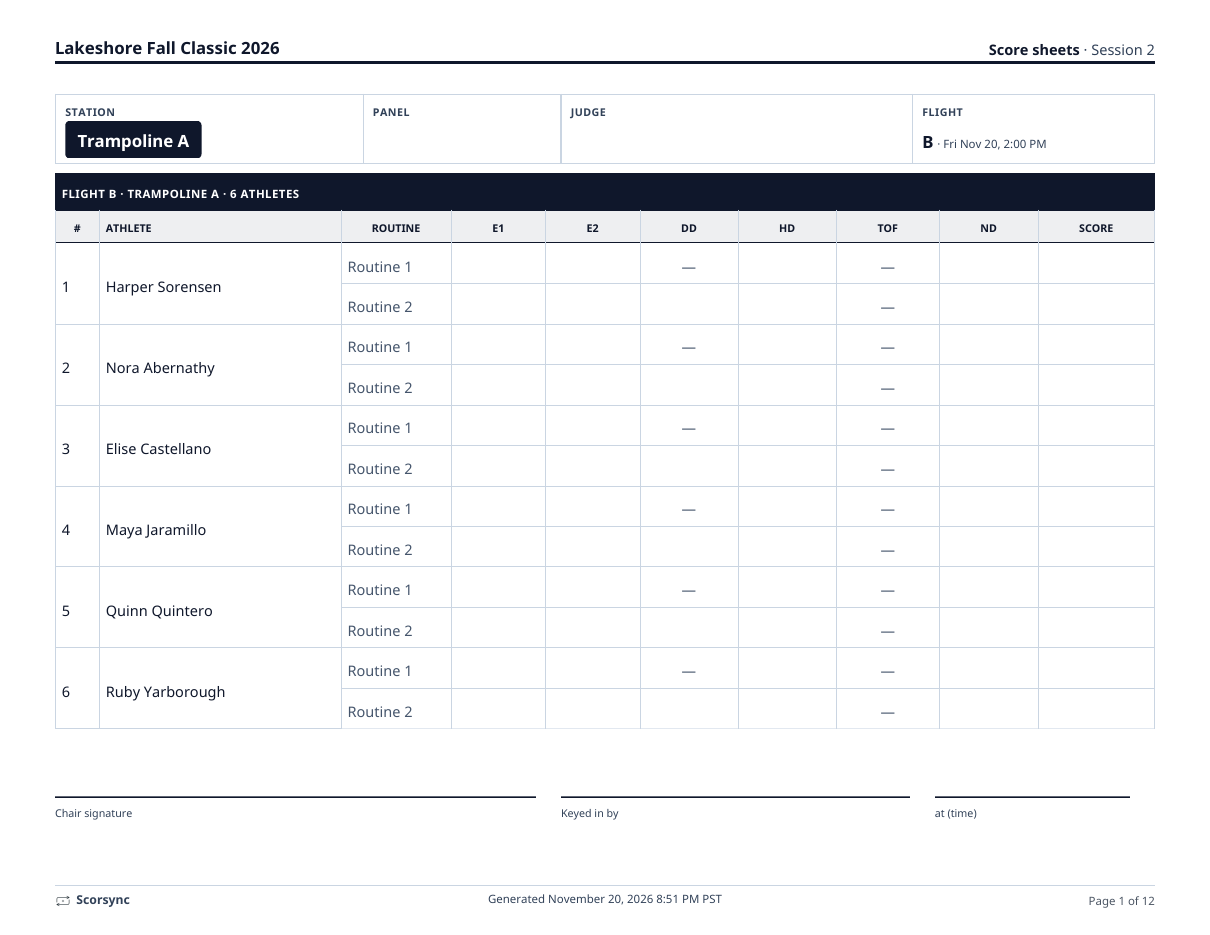 Lakeshore Fall Classic 2026
Score sheets · Session 2
STATION PANEL JUDGE FLIGHT
Trampoline A B · Fri Nov 20, 2:00 PM
FLIGHT B · TRAMPOLINE A · 6 ATHLETES
# ATHLETE ROUTINE E1 E2 DD HD TOF ND SCORE
1 Harper Sorensen Routine 1 — —
Routine 2 —
2 Nora Abernathy Routine 1 — —
Routine 2 —
3 Elise Castellano Routine 1 — —
Routine 2 —
4 Maya Jaramillo Routine 1 — —
Routine 2 —
5 Quinn Quintero Routine 1 — —
Routine 2 —
6 Ruby Yarborough Routine 1 — —
Routine 2 —
Chair signature Keyed in by at (time)
Scorsync Generated November 20, 2026 8:51 PM PST Page 1 of 12